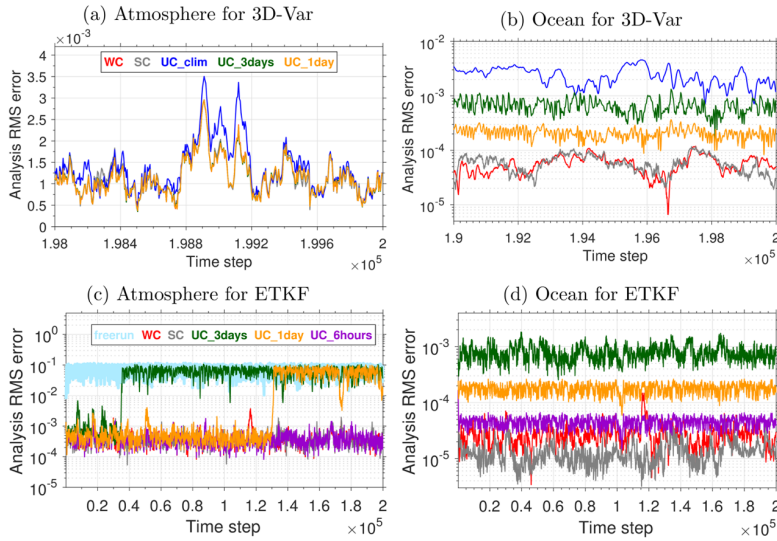 (a) Atmosphere for 3D-Var
×10⁻³
WC SC UC_clim UC_3days UC_1day
Analysis RMS error
4
3.5
3
2.5
2
1.5
1
0.5
0
1.98 1.984 1.988 1.992 1.996 2
Time step
×10⁵
(b) Ocean for 3D-Var
Analysis RMS error
10⁻²
10⁻³
10⁻⁴
10⁻⁵
1.9 1.92 1.94 1.96 1.98 2
Time step
×10⁵
(c) Atmosphere for ETKF
freerun WC SC UC_3days UC_1day UC_6hours
Analysis RMS error
10⁰
10⁻¹
10⁻²
10⁻³
10⁻⁴
10⁻⁵
0.2 0.4 0.6 0.8 1 1.2 1.4 1.6 1.8 2
Time step
×10⁵
(d) Ocean for ETKF
Analysis RMS error
10⁻³
10⁻⁴
10⁻⁵
0.2 0.4 0.6 0.8 1 1.2 1.4 1.6 1.8 2
Time step
×10⁵